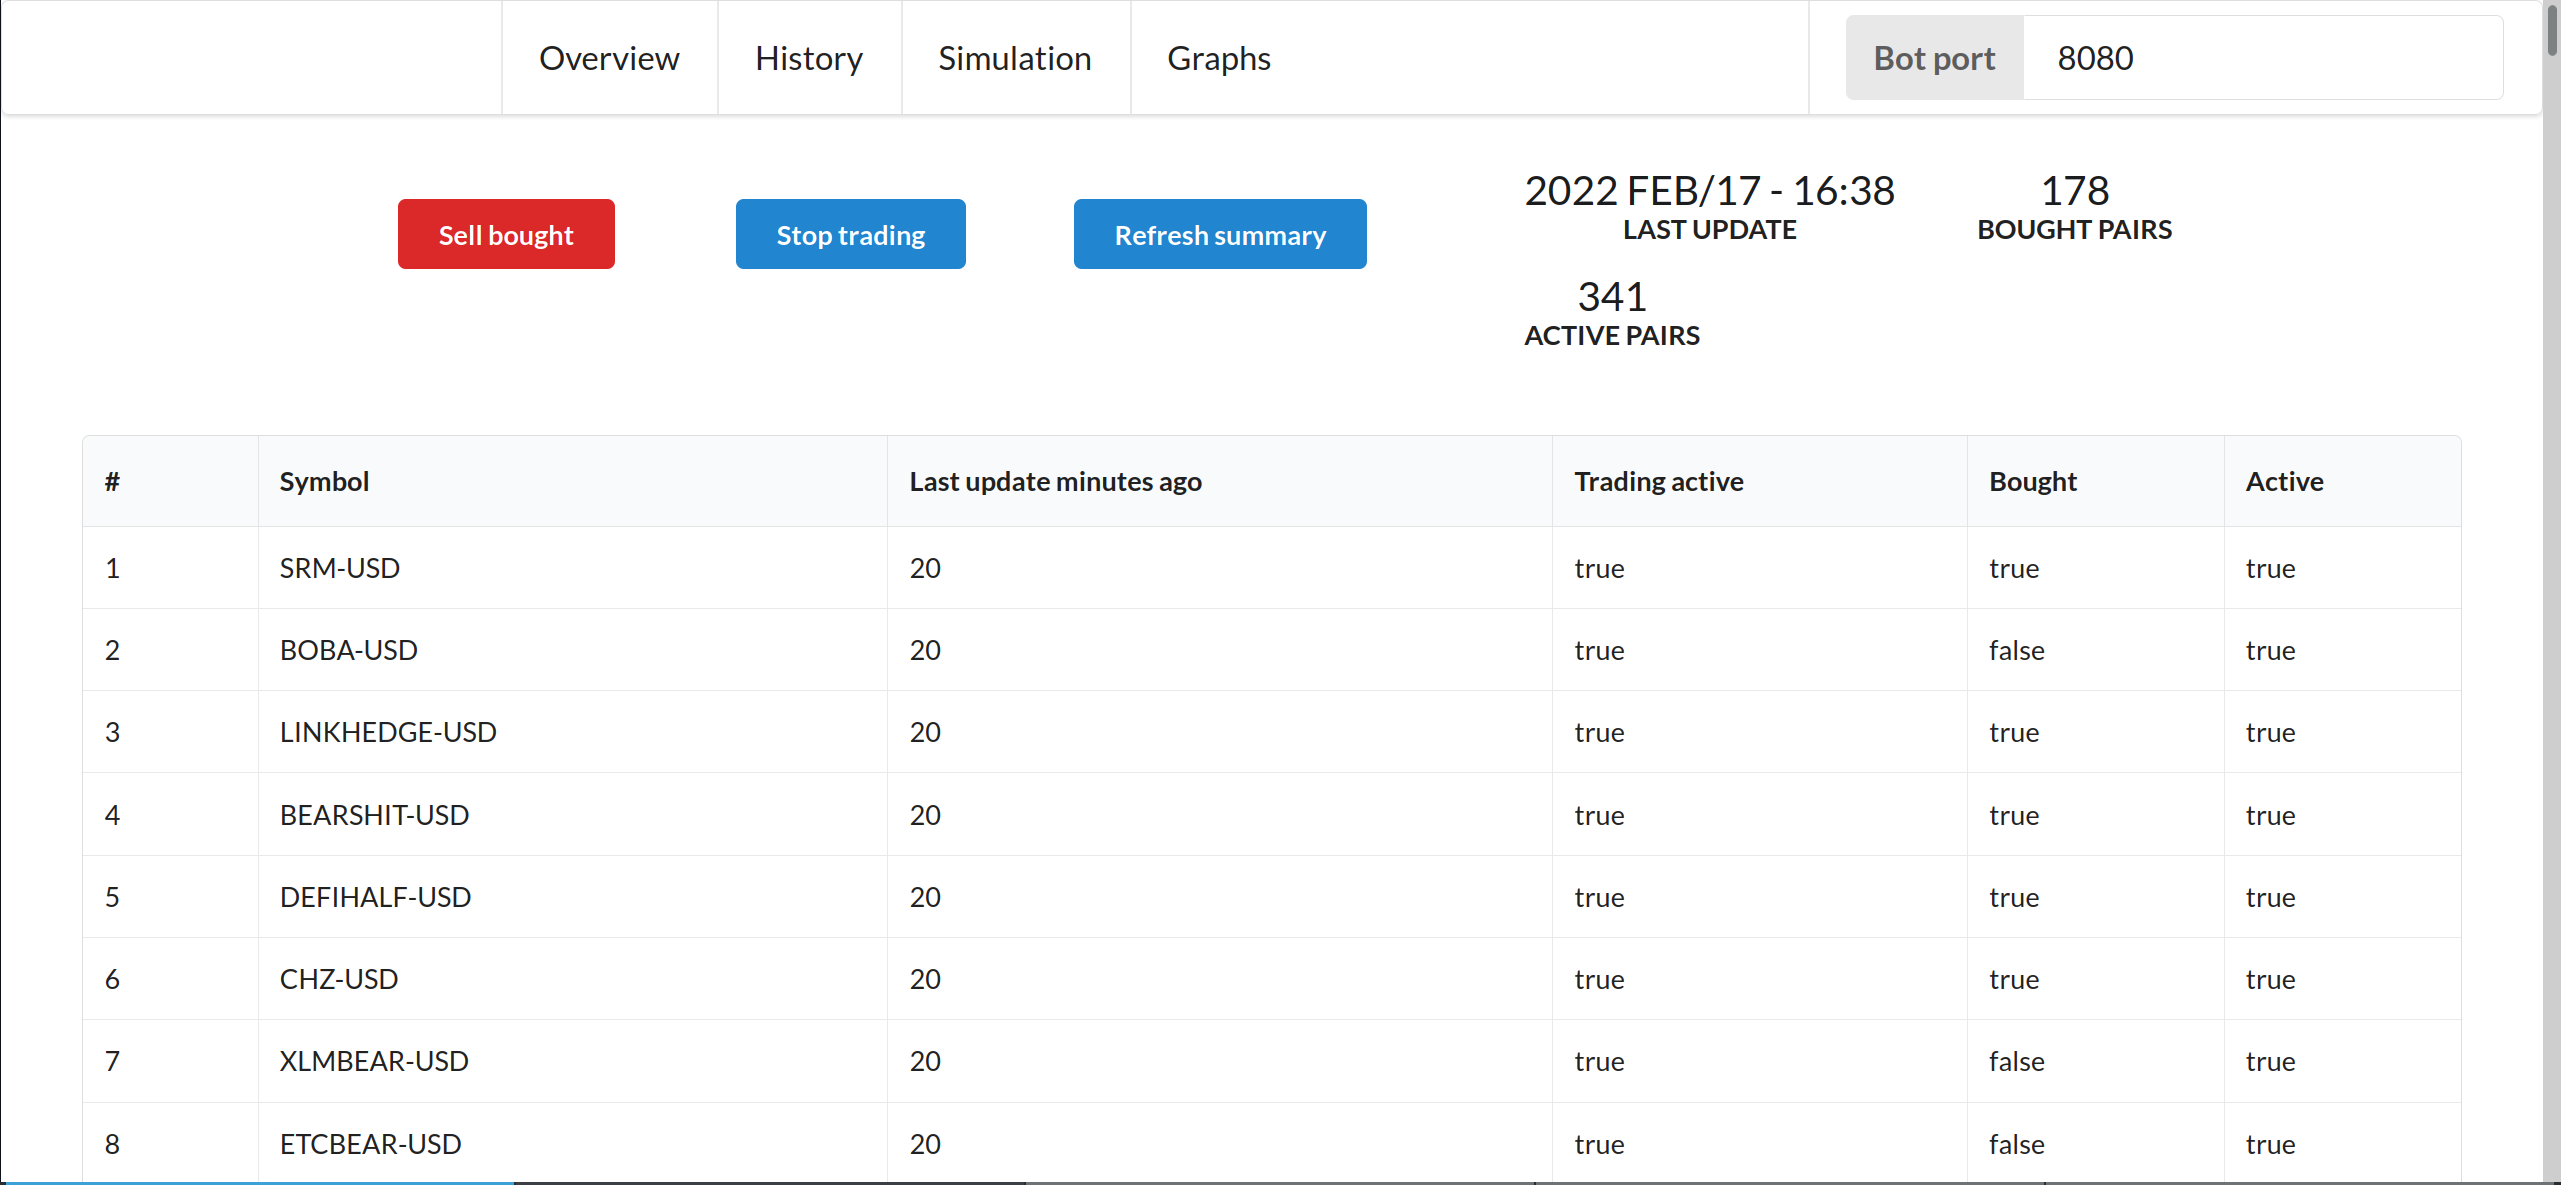 Overview History Simulation Graphs Bot port 8080
Sell bought Stop trading Refresh summary
2022 FEB/17 - 16:38 178
LAST UPDATE BOUGHT PAIRS
341
ACTIVE PAIRS
# Symbol Last update minutes ago Trading active Bought Active
1 SRM-USD 20 true true true
2 BOBA-USD 20 true false true
3 LINKHEDGE-USD 20 true true true
4 BEARSHIT-USD 20 true true true
5 DEFIHALF-USD 20 true true true
6 CHZ-USD 20 true true true
7 XLMBEAR-USD 20 true false true
8 ETCBEAR-USD 20 true false true